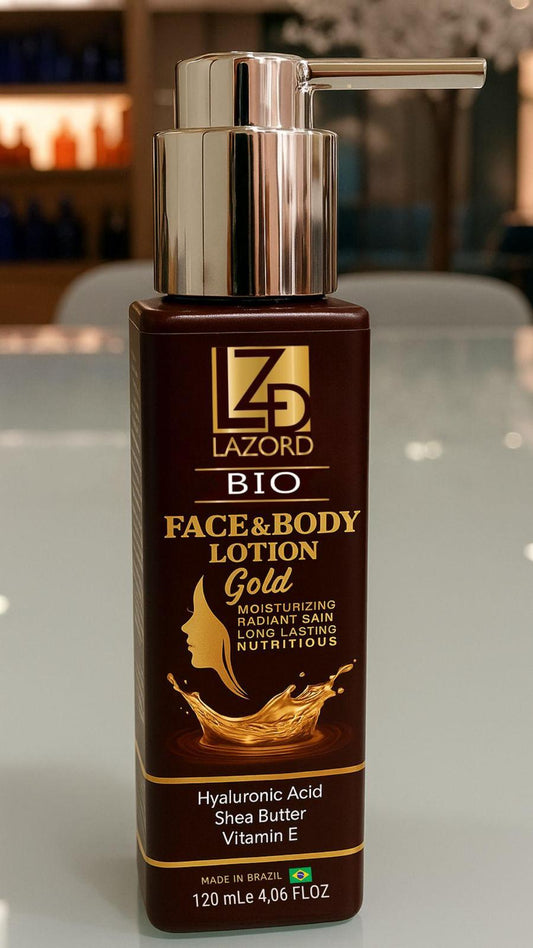 LZD
LAZORD
BIO
FACE&BODY
LOTION
Gold
MOISTURIZING
RADIANT SAIN
LONG LASTING
NUTRITIOUS
Hyaluronic Acid
Shea Butter
Vitamin E
MADE IN BRAZIL
120 mLe 4,06 FLOZ